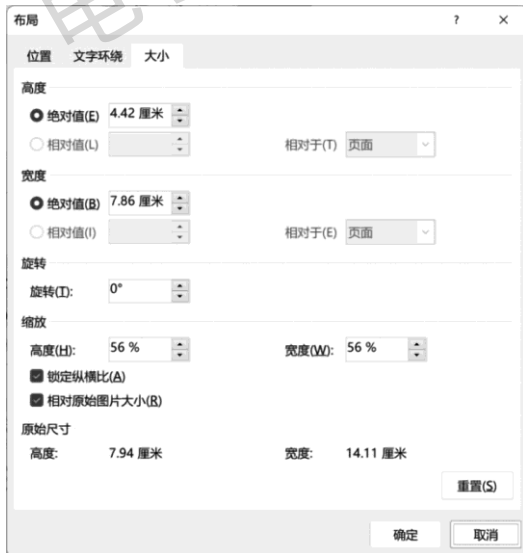 布局 ? ×
位置 文字环绕 大小
高度
绝对值(E) 4.42 厘米
相对值(L) 相对于(T) 页面
宽度
绝对值(B) 7.86 厘米
相对值(I) 相对于(E) 页面
旋转
旋转(T): 0°
缩放
高度(H): 56 % 宽度(W): 56 %
锁定纵横比(A)
相对原始图片大小(R)
原始尺寸
高度: 7.94 厘米 宽度: 14.11 厘米
重置(S)
确定 取消